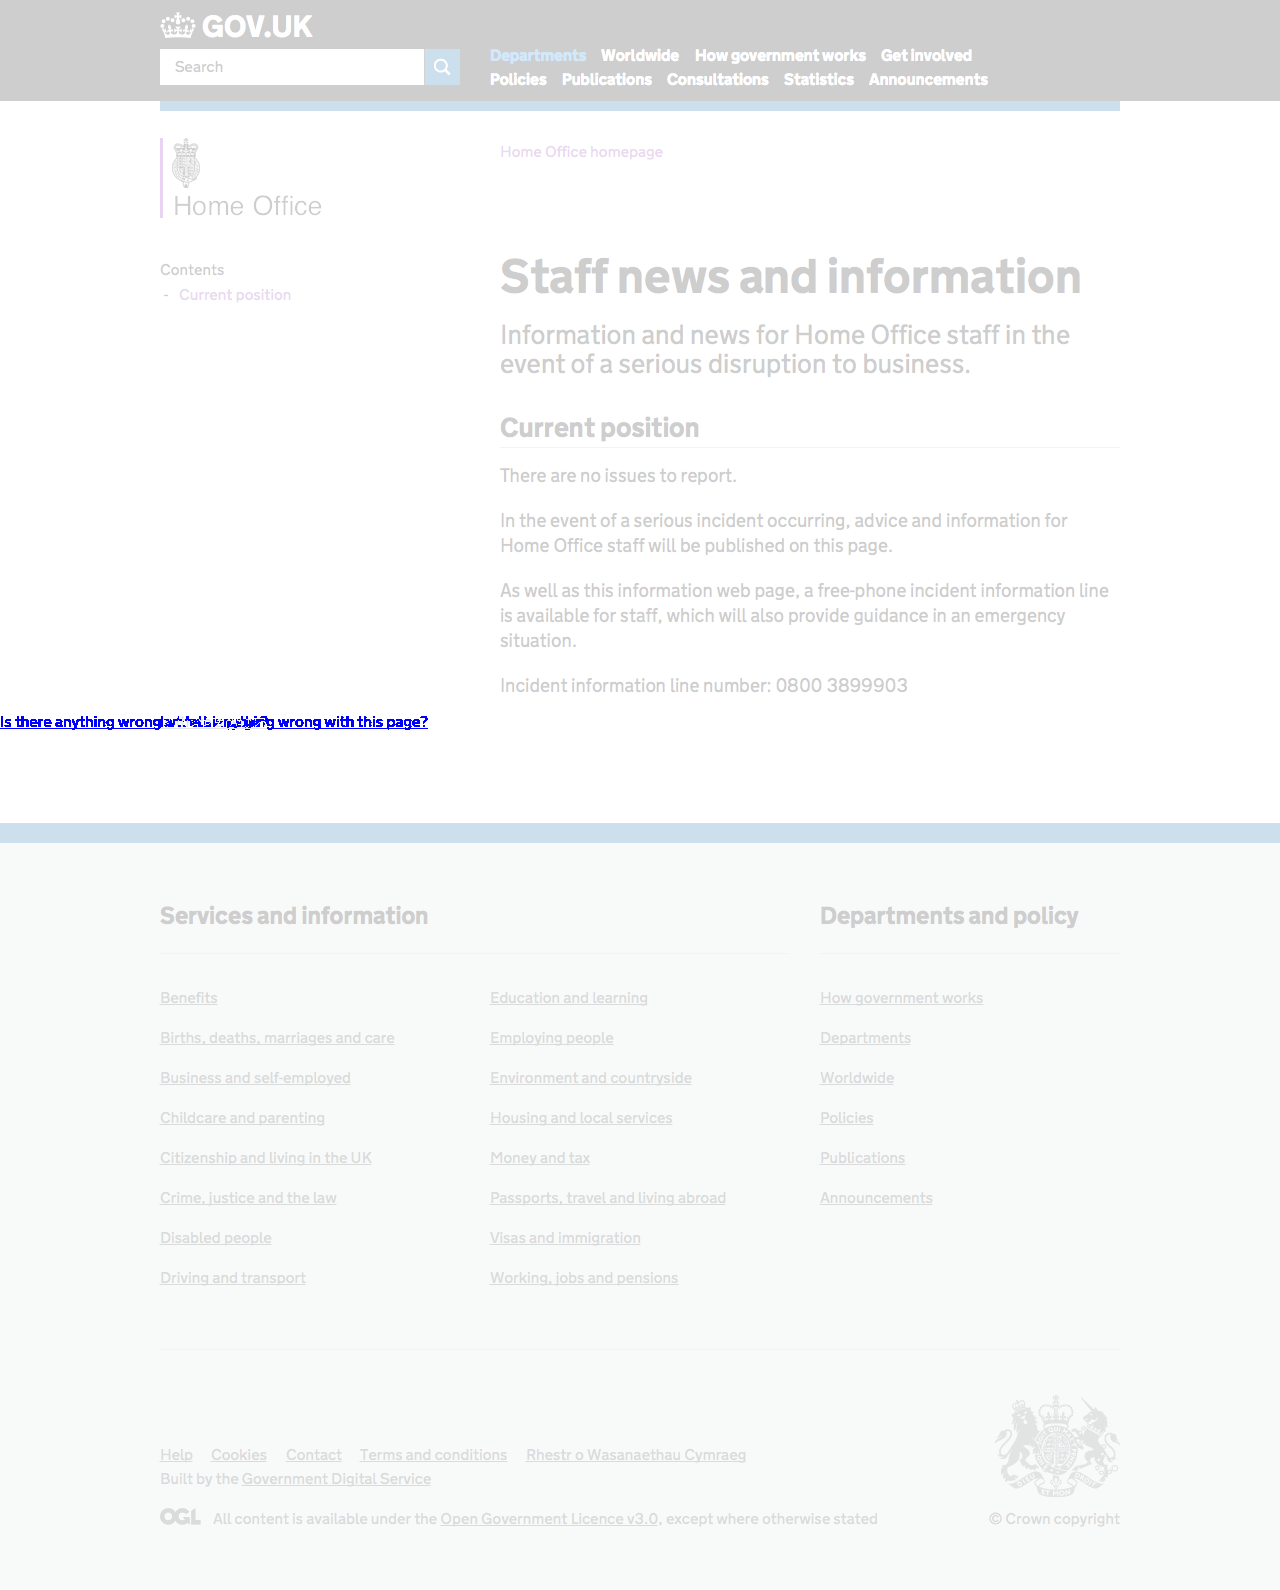 GOV.UK
Search
Departments Worldwide How government works Get involved
Policies Publications Consultations Statistics Announcements
Home Office
Home Office homepage
Contents
- Current position
Staff news and information
Information and news for Home Office staff in the
event of a serious disruption to business.
Current position
There are no issues to report.
In the event of a serious incident occurring, advice and information for
Home Office staff will be published on this page.
As well as this information web page, a free-phone incident information line
is available for staff, which will also provide guidance in an emergency
situation.
Incident information line number: 0800 3899903
Is there anything wrong with this page?
Services and information
Departments and policy
Benefits
Births, deaths, marriages and care
Business and self-employed
Childcare and parenting
Citizenship and living in the UK
Crime, justice and the law
Disabled people
Driving and transport
Education and learning
Employing people
Environment and countryside
Housing and local services
Money and tax
Passports, travel and living abroad
Visas and immigration
Working, jobs and pensions
How government works
Departments
Worldwide
Policies
Publications
Announcements
Help Cookies Contact Terms and conditions Rhestr o Wasanaethau Cymraeg
Built by the Government Digital Service
OGL All content is available under the Open Government Licence v3.0, except where otherwise stated
© Crown copyright